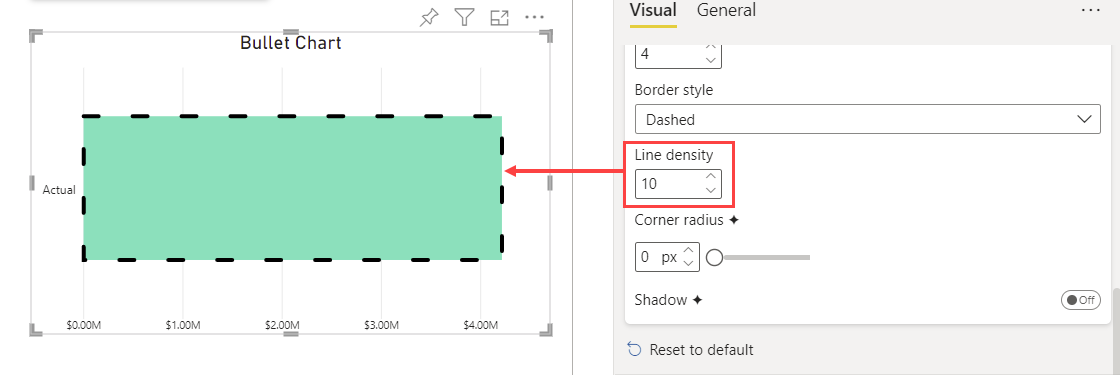 Bullet Chart
Actual
$0.00M $1.00M $2.00M $3.00M $4.00M
Visual General
4
Border style
Dashed
Line density
10
Corner radius
0 px
Shadow
Off
Reset to default